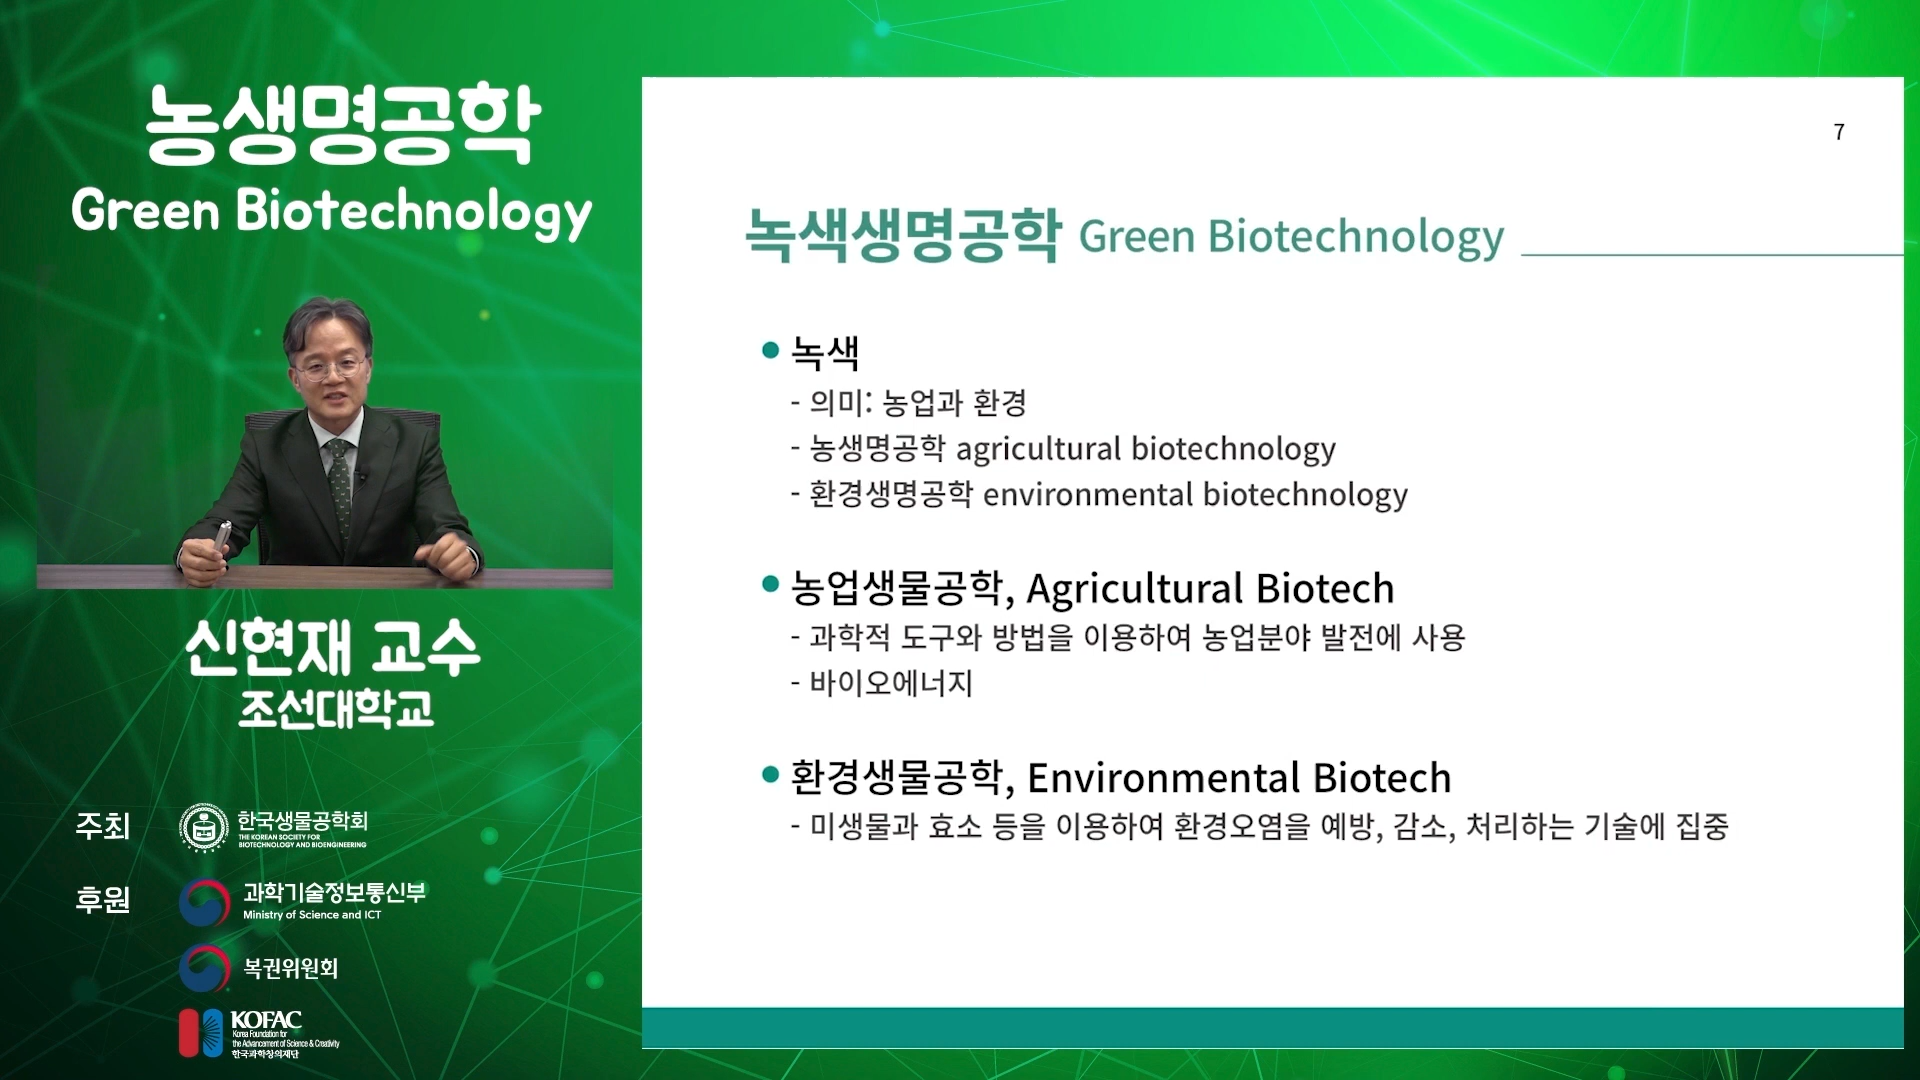 농생명공학
Green Biotechnology
신현재 교수
조선대학교
주최
한국생물공학회
THE KOREAN SOCIETY FOR
BIOTECHNOLOGY AND BIOENGINEERING
후원
과학기술정보통신부
Ministry of Science and ICT
복권위원회
KOFAC
Korea Foundation for
the Advancement of Science & Creativity
한국과학창의재단
7
녹색생명공학 Green Biotechnology
• 녹색
- 의미: 농업과 환경
- 농생명공학 agricultural biotechnology
- 환경생명공학 environmental biotechnology
• 농업생물공학, Agricultural Biotech
- 과학적 도구와 방법을 이용하여 농업분야 발전에 사용
- 바이오에너지
• 환경생물공학, Environmental Biotech
- 미생물과 효소 등을 이용하여 환경오염을 예방, 감소, 처리하는 기술에 집중